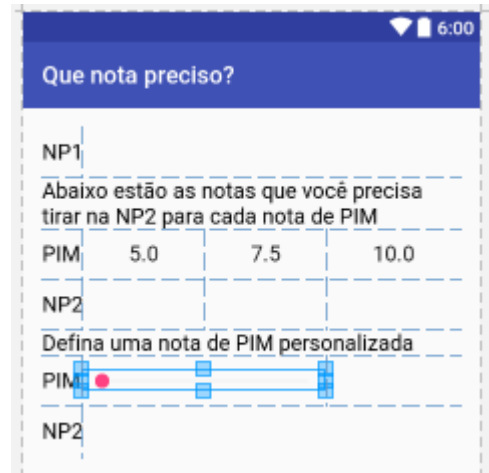 6:00
Que nota preciso?
NP1
Abaixo estão as notas que você precisa
tirar na NP2 para cada nota de PIM
PIM 5.0 7.5 10.0
NP2
Defina uma nota de PIM personalizada
PIM
NP2